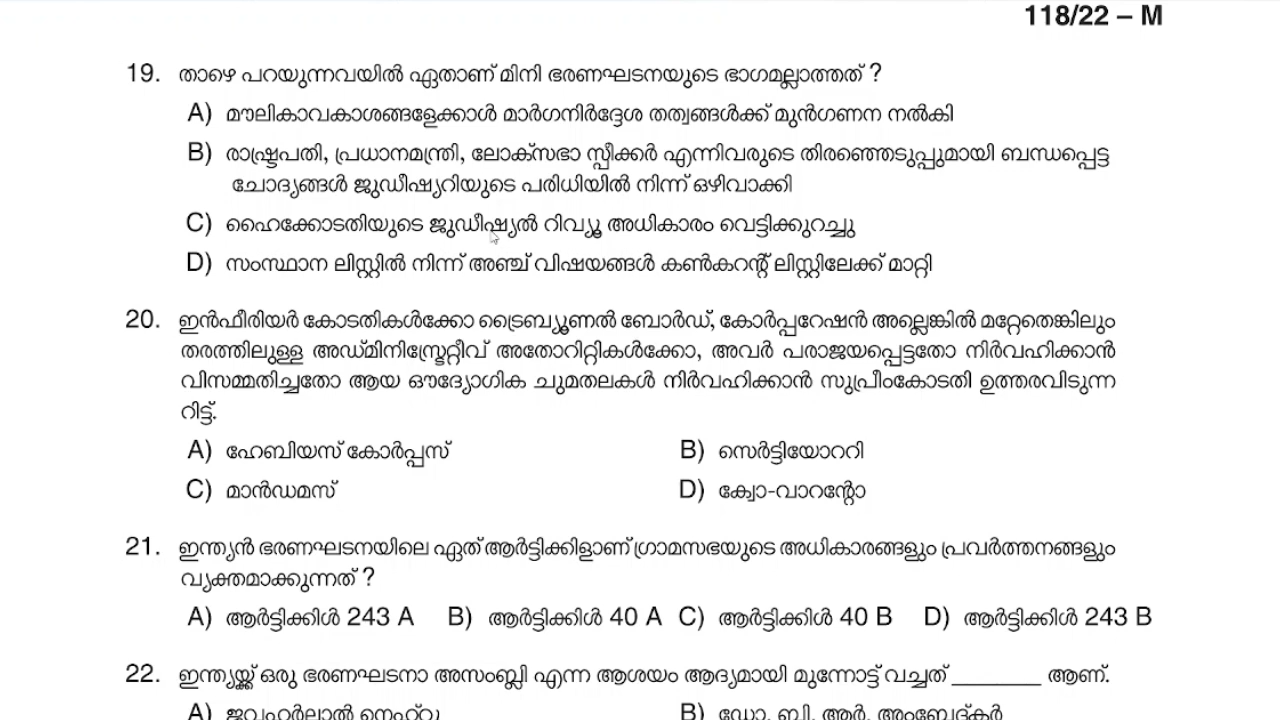 118/22 – M
19. താഴെ പറയുന്നവയിൽ ഏതാണ് മിനി ഭരണഘടനയുടെ ഭാഗമല്ലാത്തത് ?
A) മൗലികാവകാശങ്ങളേക്കാൾ മാർഗനിർദ്ദേശ തത്വങ്ങൾക്ക് മുൻഗണന നൽകി
B) രാഷ്ട്രപതി, പ്രധാനമന്ത്രി, ലോക്സഭാ സ്പീക്കർ എന്നിവരുടെ തിരഞ്ഞെടുപ്പുമായി ബന്ധപ്പെട്ട
ചോദ്യങ്ങൾ ജുഡീഷ്യറിയുടെ പരിധിയിൽ നിന്ന് ഒഴിവാക്കി
C) ഹൈക്കോടതിയുടെ ജുഡീഷ്യൽ റിവ്യൂ അധികാരം വെട്ടിക്കുറച്ചു
D) സംസ്ഥാന ലിസ്റ്റിൽ നിന്ന് അഞ്ച് വിഷയങ്ങൾ കൺകറന്റ് ലിസ്റ്റിലേക്ക് മാറ്റി
20. ഇൻഫീരിയർ കോടതികൾക്കോ ട്രൈബ്യൂണൽ ബോർഡ്, കോർപ്പറേഷൻ അല്ലെങ്കിൽ മറ്റേതെങ്കിലും
തരത്തിലുള്ള അഡ്മിനിസ്ട്രേറ്റീവ് അതോറിറ്റികൾക്കോ, അവർ പരാജയപ്പെട്ടതോ നിർവഹിക്കാൻ
വിസമ്മതിച്ചതോ ആയ ഔദ്യോഗിക ചുമതലകൾ നിർവഹിക്കാൻ സുപ്രീംകോടതി ഉത്തരവിടുന്ന
റിട്ട്.
A) ഹേബിയസ് കോർപ്പസ് B) സെർട്ടിയോററി
C) മാൻഡമസ് D) ക്വോ-വാറന്റോ
21. ഇന്ത്യൻ ഭരണഘടനയിലെ ഏത് ആർട്ടിക്കിളാണ് ഗ്രാമസഭയുടെ അധികാരങ്ങളും പ്രവർത്തനങ്ങളും
വ്യക്തമാക്കുന്നത് ?
A) ആർട്ടിക്കിൾ 243 A B) ആർട്ടിക്കിൾ 40 A C) ആർട്ടിക്കിൾ 40 B D) ആർട്ടിക്കിൾ 243 B
22. ഇന്ത്യയ്ക്ക് ഒരു ഭരണഘടനാ അസംബ്ലി എന്ന ആശയം ആദ്യമായി മുന്നോട്ട് വച്ചത് ________ ആണ്.
A) ജവഹർലാൽ നെഹ്റു B) ഡോ. ബി. ആർ. അംബേദ്കർ